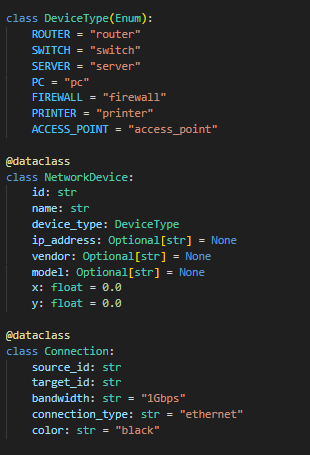 class DeviceType(Enum):
    ROUTER = "router"
    SWITCH = "switch"
    SERVER = "server"
    PC = "pc"
    FIREWALL = "firewall"
    PRINTER = "printer"
    ACCESS_POINT = "access_point"

@dataclass
class NetworkDevice:
    id: str
    name: str
    device_type: DeviceType
    ip_address: Optional[str] = None
    vendor: Optional[str] = None
    model: Optional[str] = None
    x: float = 0.0
    y: float = 0.0

@dataclass
class Connection:
    source_id: str
    target_id: str
    bandwidth: str = "1Gbps"
    connection_type: str = "ethernet"
    color: str = "black"